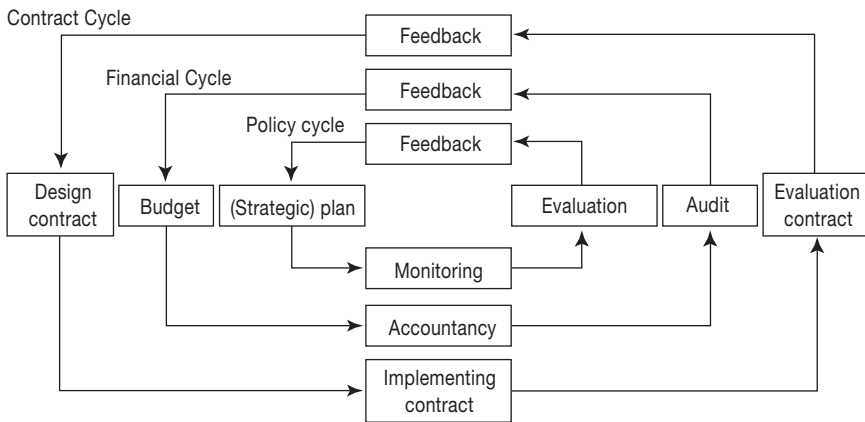 Contract Cycle
Feedback
Financial Cycle
Feedback
Policy cycle
Feedback
Design
contract
Budget
(Strategic) plan
Evaluation
Audit
Evaluation
contract
Monitoring
Accountancy
Implementing
contract